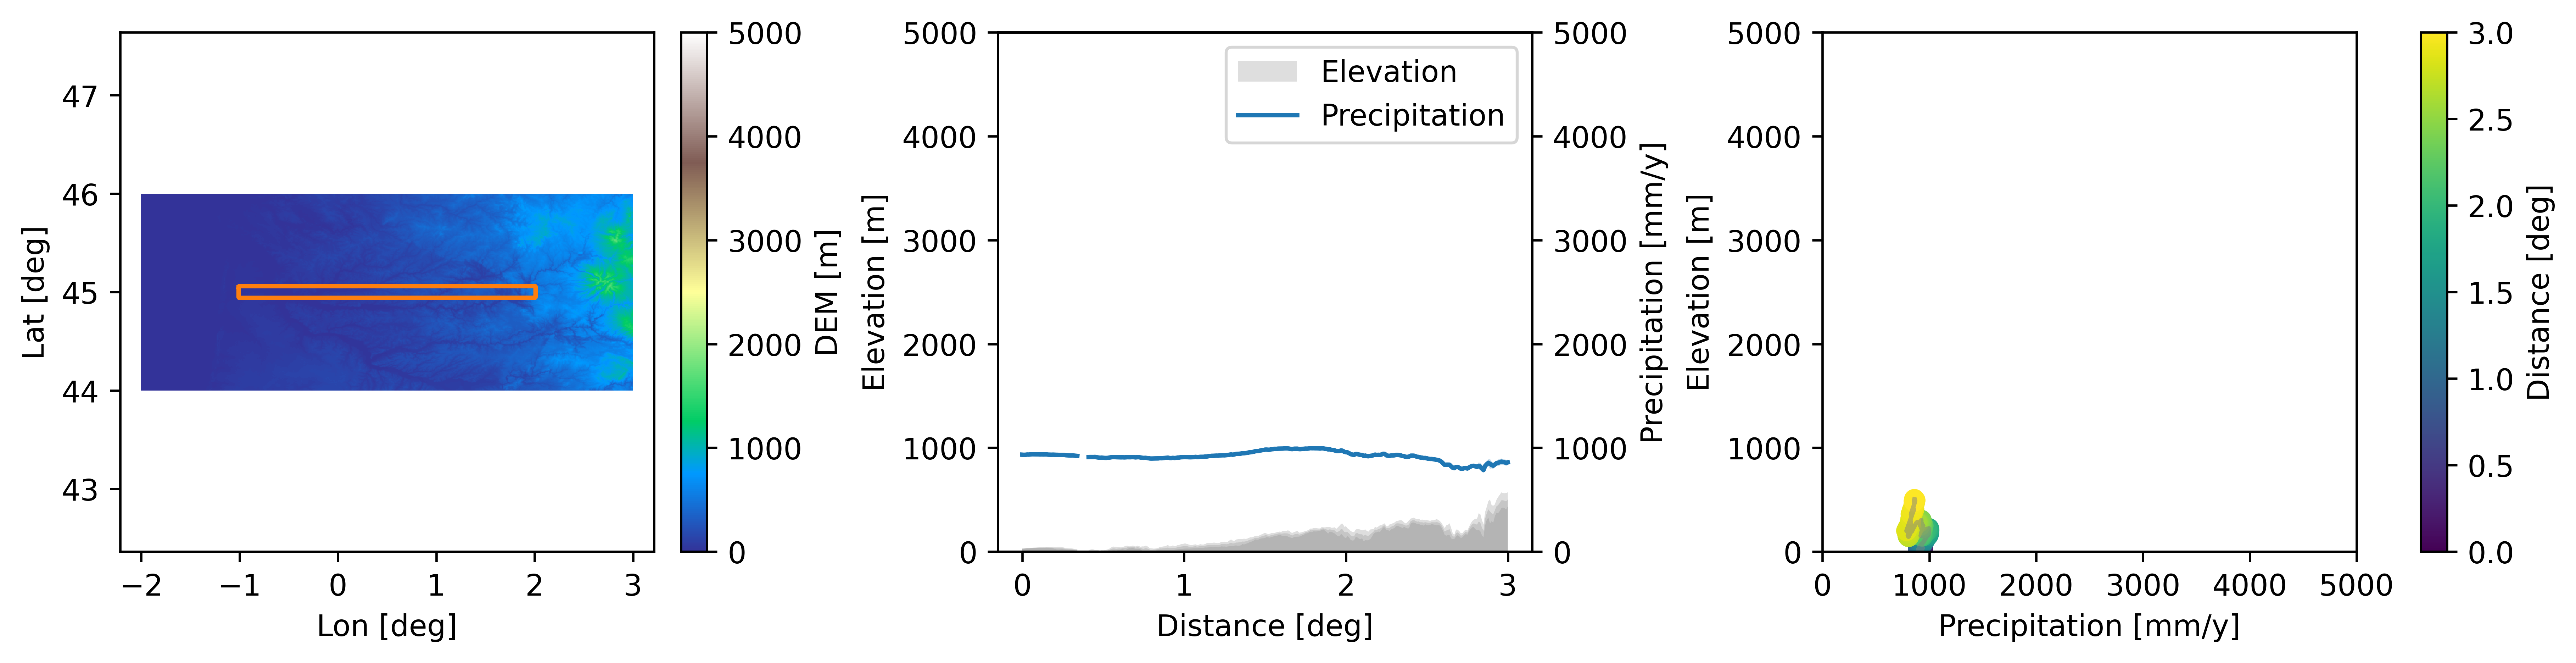 47
46
45
44
43
Lat [deg]
−2 −1 0 1 2 3
Lon [deg]
5000
4000
3000
2000
1000
0
DEM [m]
5000
4000
3000
2000
1000
0
Elevation [m]
Elevation
Precipitation
0 1 2 3
Distance [deg]
5000
4000
3000
2000
1000
0
Precipitation [mm/y]
5000
4000
3000
2000
1000
0
Elevation [m]
0 1000 2000 3000 4000 5000
Precipitation [mm/y]
3.0
2.5
2.0
1.5
1.0
0.5
0.0
Distance [deg]